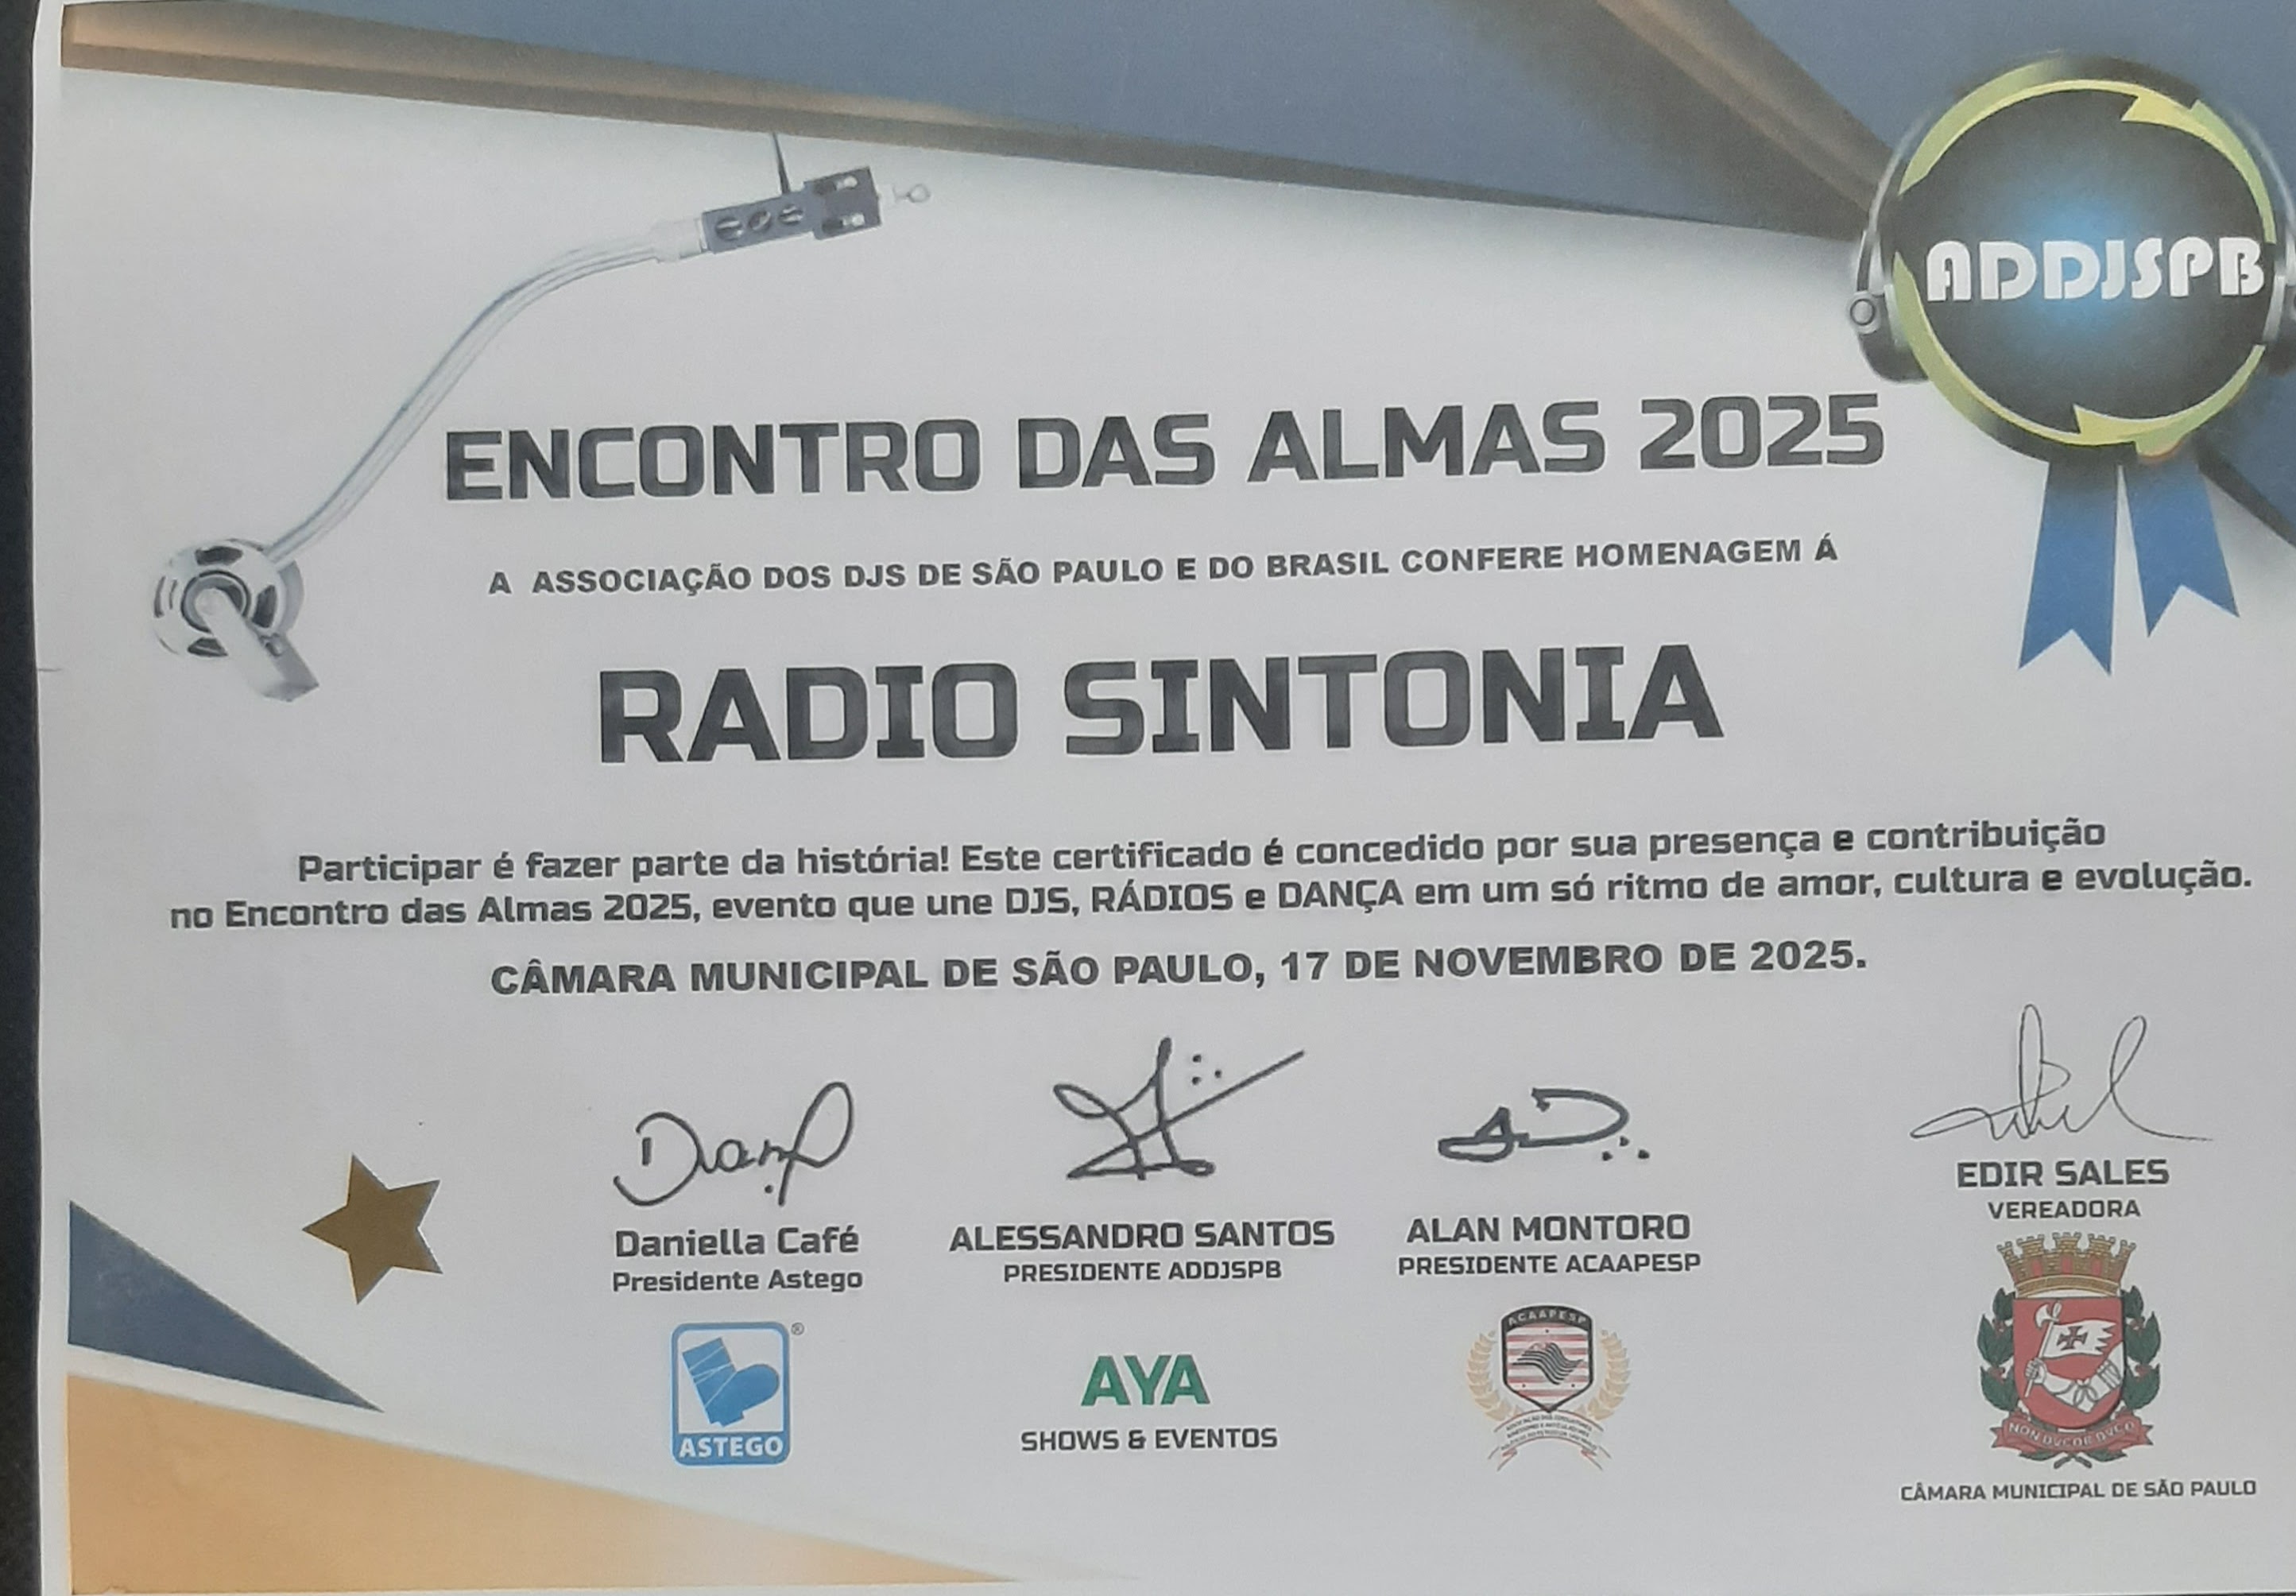 ADDJSPB
ENCONTRO DAS ALMAS 2025
A ASSOCIAÇÃO DOS DJS DE SÃO PAULO E DO BRASIL CONFERE HOMENAGEM Á
RADIO SINTONIA
Participar é fazer parte da história! Este certificado é concedido por sua presença e contribuição
no Encontro das Almas 2025, evento que une DJS, RÁDIOS e DANÇA em um só ritmo de amor, cultura e evolução.
CÂMARA MUNICIPAL DE SÃO PAULO, 17 DE NOVEMBRO DE 2025.
Daniella Café
Presidente Astego
ALESSANDRO SANTOS
PRESIDENTE ADDJSPB
ALAN MONTORO
PRESIDENTE ACAAPESP
EDIR SALES
VEREADORA
ASTEGO
®
AYA
SHOWS & EVENTOS
ACAAPESP
NON DVCOR DVCO
CÂMARA MUNICIPAL DE SÃO PAULO